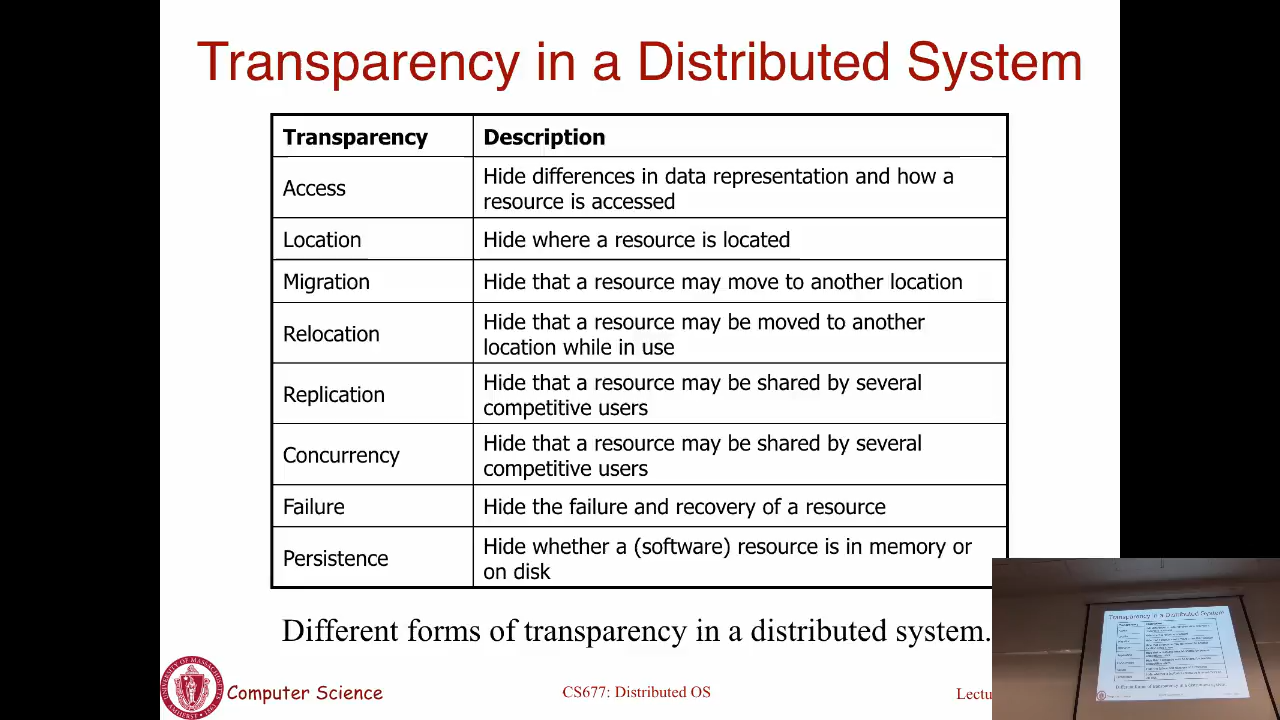 Transparency in a Distributed System
Transparency Description
Access Hide differences in data representation and how a
resource is accessed
Location Hide where a resource is located
Migration Hide that a resource may move to another location
Relocation Hide that a resource may be moved to another
location while in use
Replication Hide that a resource may be shared by several
competitive users
Concurrency Hide that a resource may be shared by several
competitive users
Failure Hide the failure and recovery of a resource
Persistence Hide whether a (software) resource is in memory or
on disk
Different forms of transparency in a distributed system.
Computer Science CS677: Distributed OS
Transparency in a Distributed System